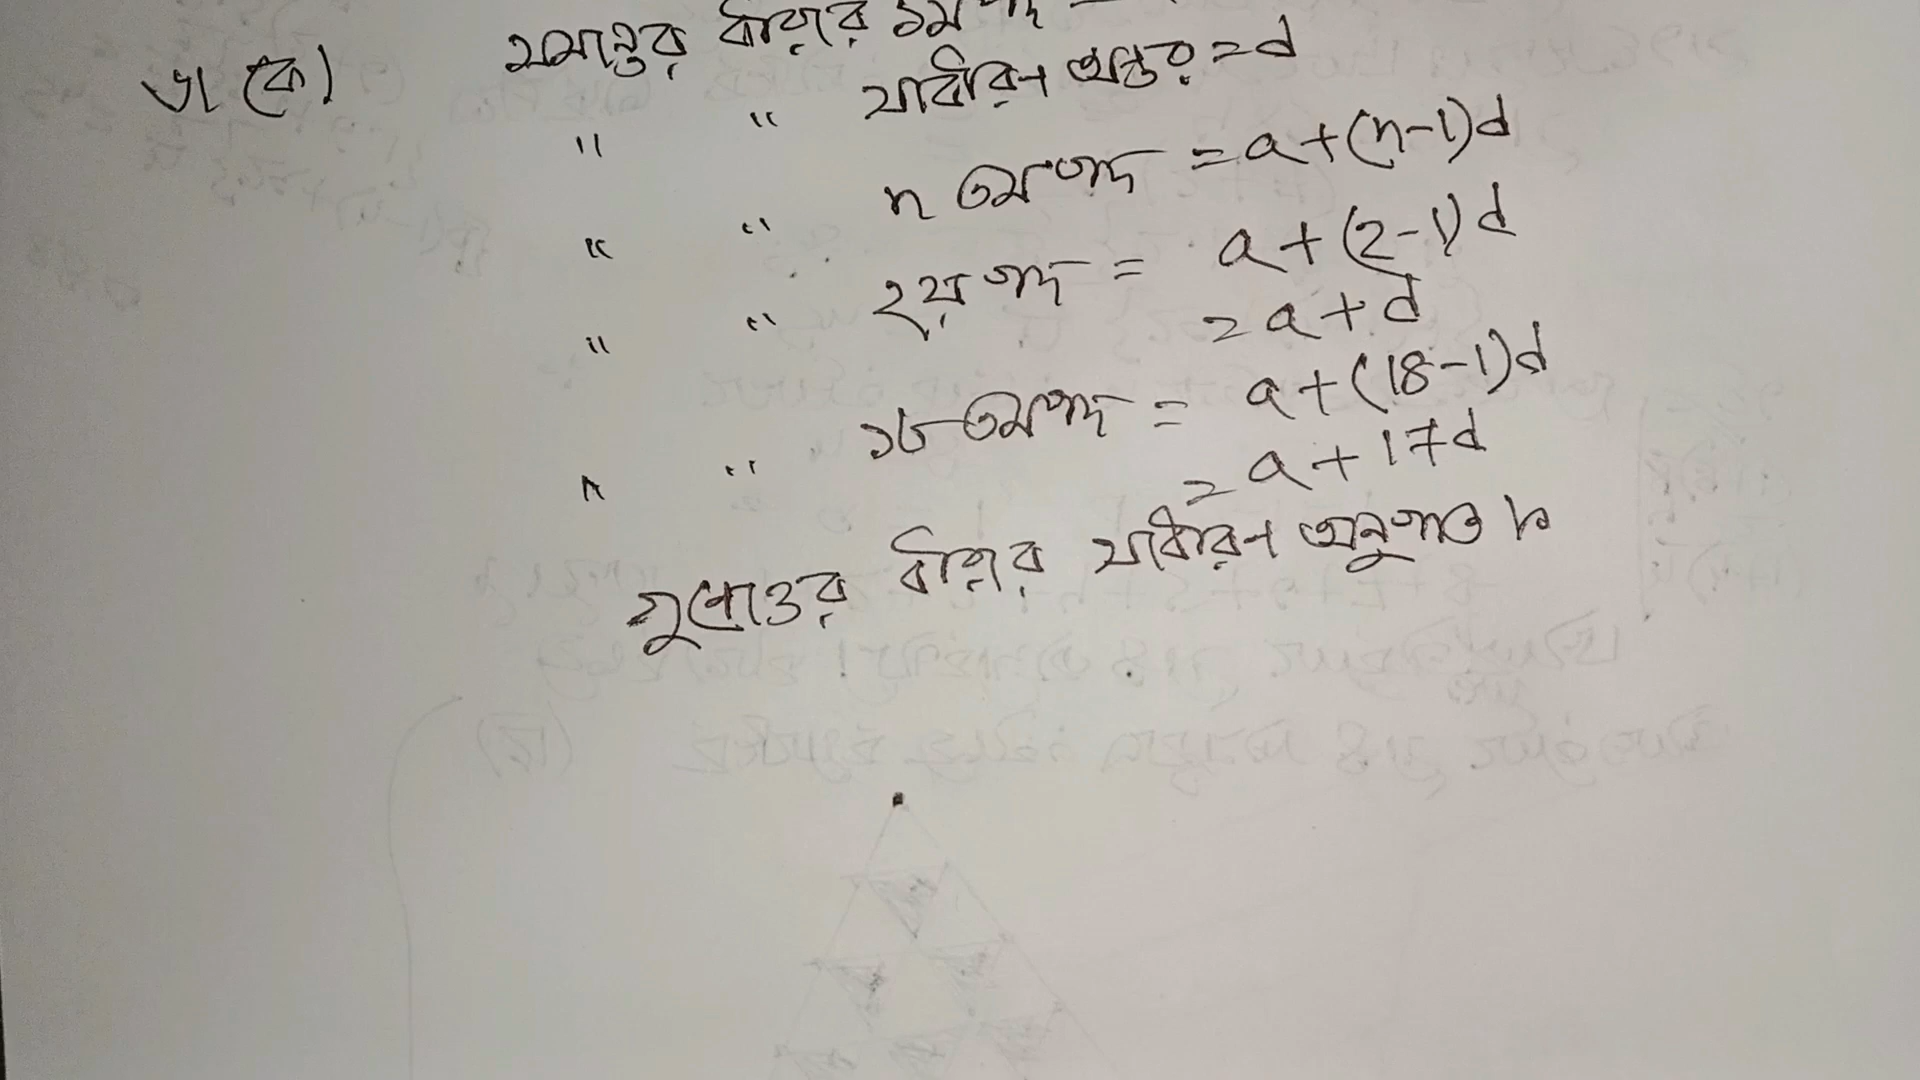 ৬। (ক) সমান্তর ধারার ১ম পদ
" " সাধারণ অন্তর = d
" " n তম পদ = a+(n-1)d
" " ২য় পদ = a+(2-1)d
= a+d
" " ১৮ তম পদ = a+(18-1)d
= a+17d
গুণোত্তর ধারার সাধারণ অনুপাত